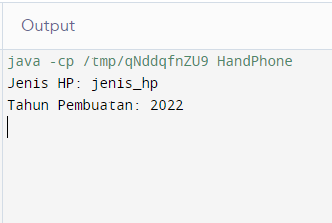 Output
java -cp /tmp/qNddqfnZU9 HandPhone
Jenis HP: jenis_hp
Tahun Pembuatan: 2022